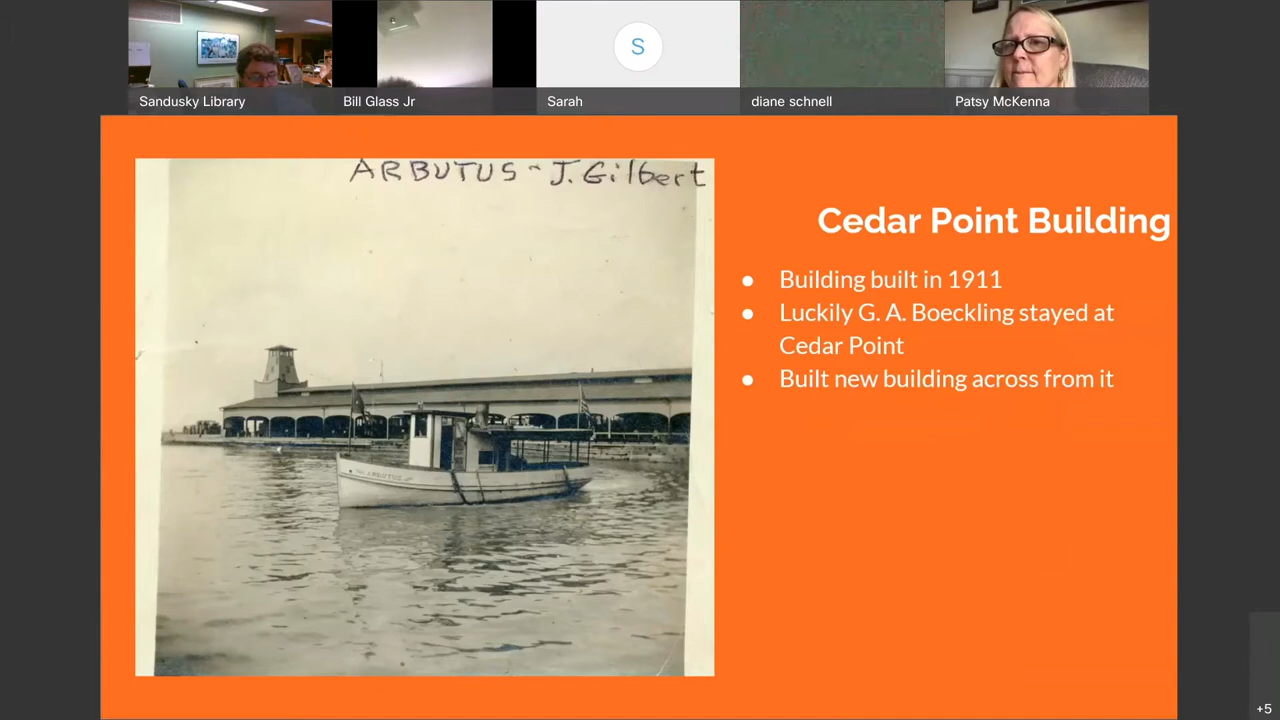 Sandusky Library
Bill Glass Jr
S
Sarah
diane schnell
Patsy McKenna
ARBUTUS - J. Gilbert
Cedar Point Building
● Building built in 1911
● Luckily G. A. Boeckling stayed at
Cedar Point
● Built new building across from it
ARBUTUS
+5